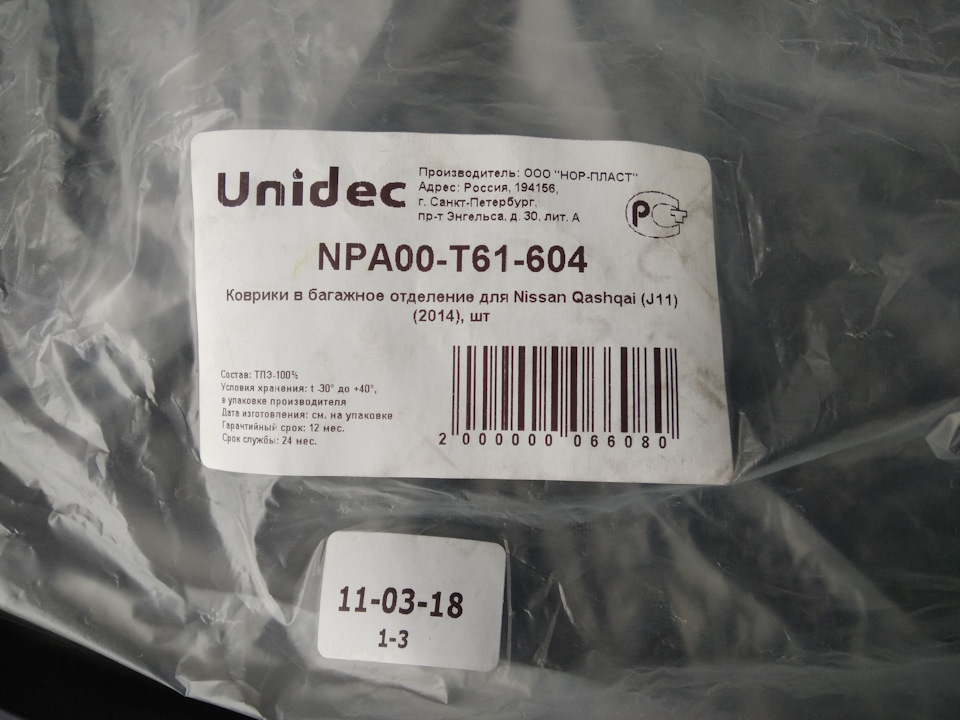 Unidec
Производитель: ООО "НОР-ПЛАСТ"
Адрес: Россия, 194156,
г. Санкт-Петербург,
пр-т Энгельса, д. 30, лит. А
РСТ
NPA00-T61-604
Коврики в багажное отделение для Nissan Qashqai (J11)
(2014), шт
Состав: ТПЭ-100%
Условия хранения: t -30° до +40°,
в упаковке производителя
Дата изготовления: см. на упаковке
Гарантийный срок: 12 мес.
Срок службы: 24 мес.
2 000000 066080
11-03-18
1-3